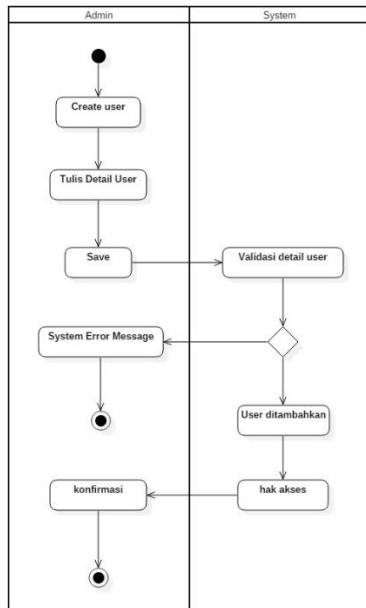 Admin
System
Create user
Tulis Detail User
Save
Validasi detail user
System Error Message
User ditambahkan
konfirmasi
hak akses